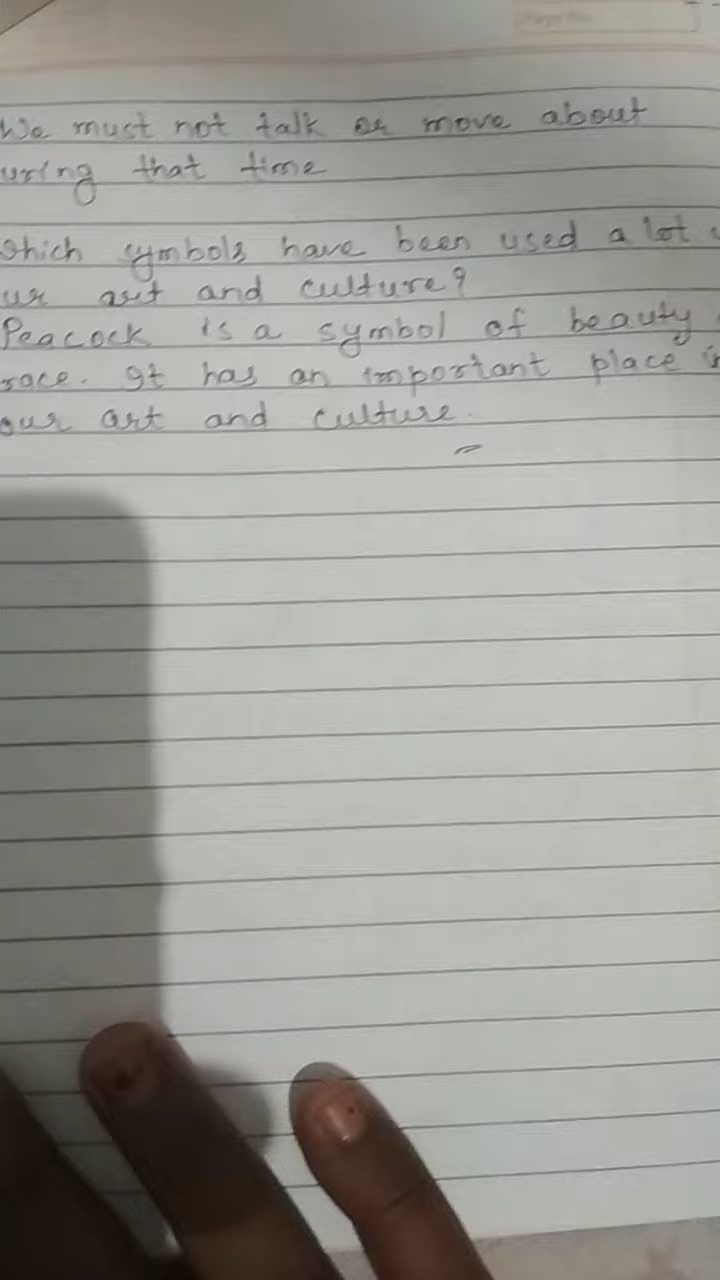 We must not talk or move about
uring that time
which symbols have been used a lot
ur art and culture?
Peacock is a symbol of beauty
race. It has an important place in
our art and culture.